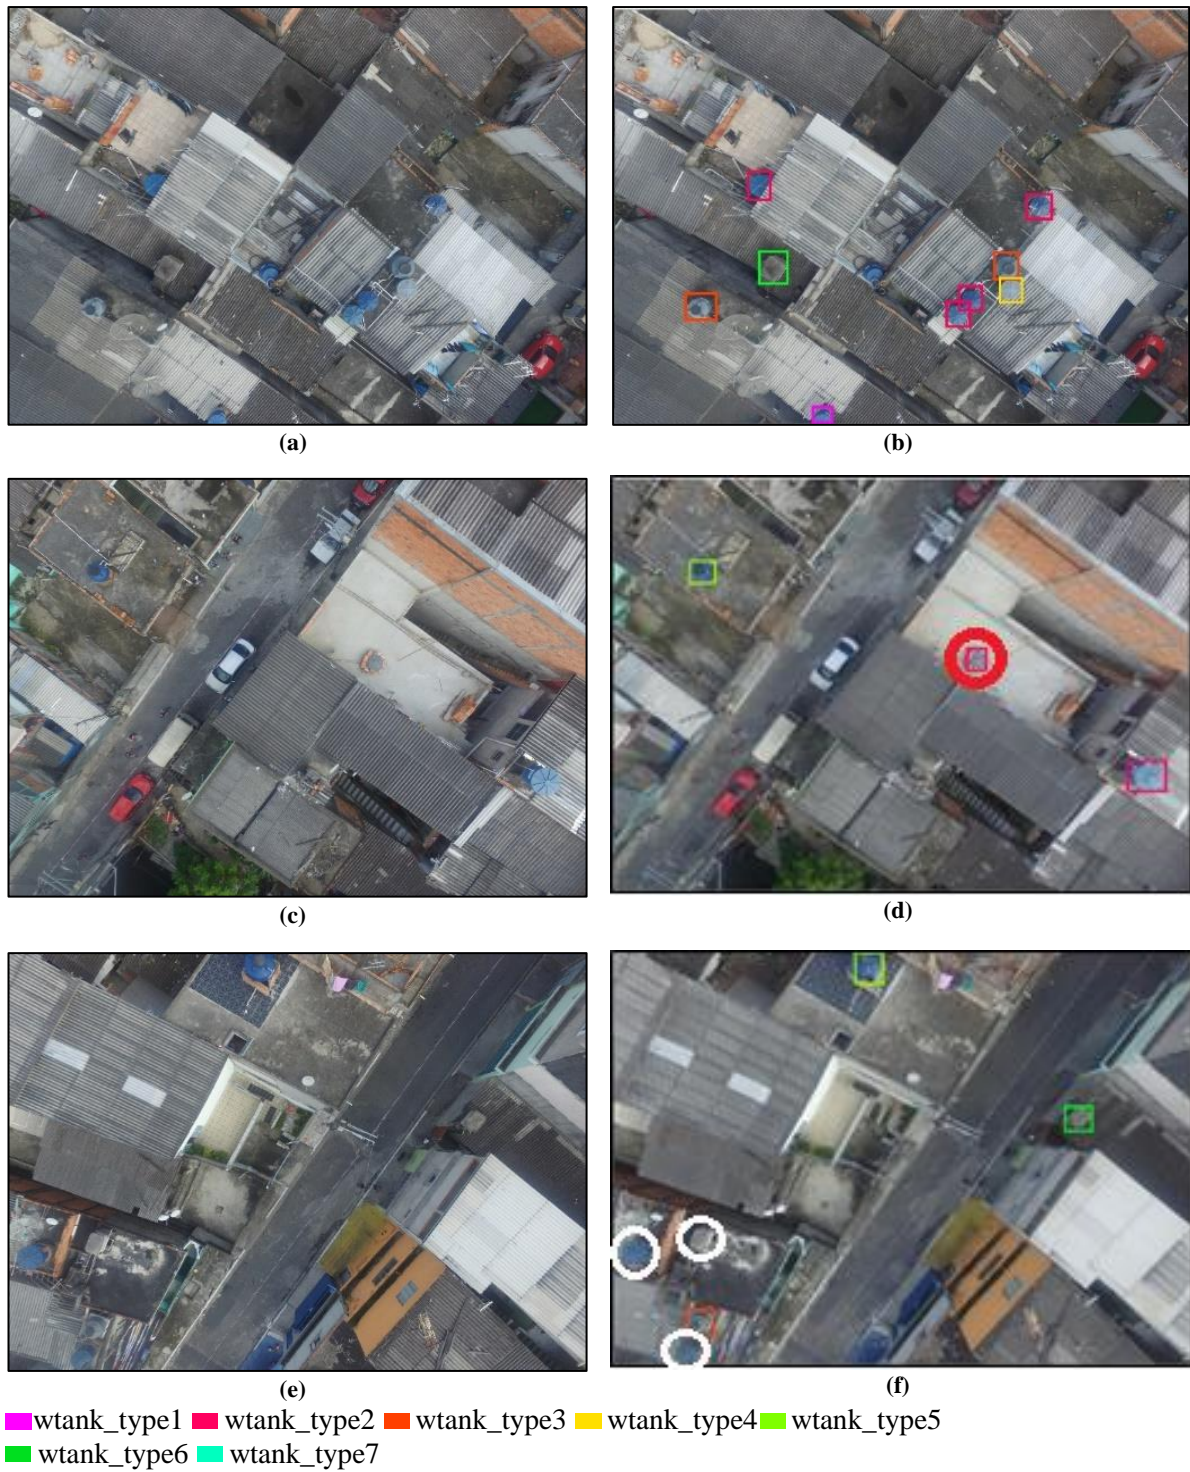 (a) (b)
(c) (d)
(e) (f)
wtank_type1 wtank_type2 wtank_type3 wtank_type4 wtank_type5
wtank_type6 wtank_type7